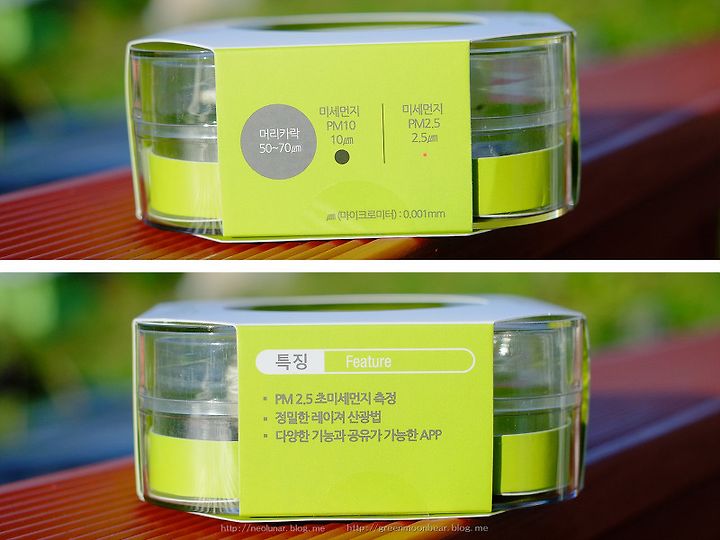 머리카락
50~70㎛
미세먼지
PM10
10㎛
미세먼지
PM2.5
2.5㎛
㎛ (마이크로미터) : 0.001mm
특징 Feature
▪ PM 2.5 초미세먼지 측정
▪ 정밀한 레이져 산광법
▪ 다양한 기능과 공유가 가능한 APP
http://neolunar.blog.me http://greenmoonbear.blog.me